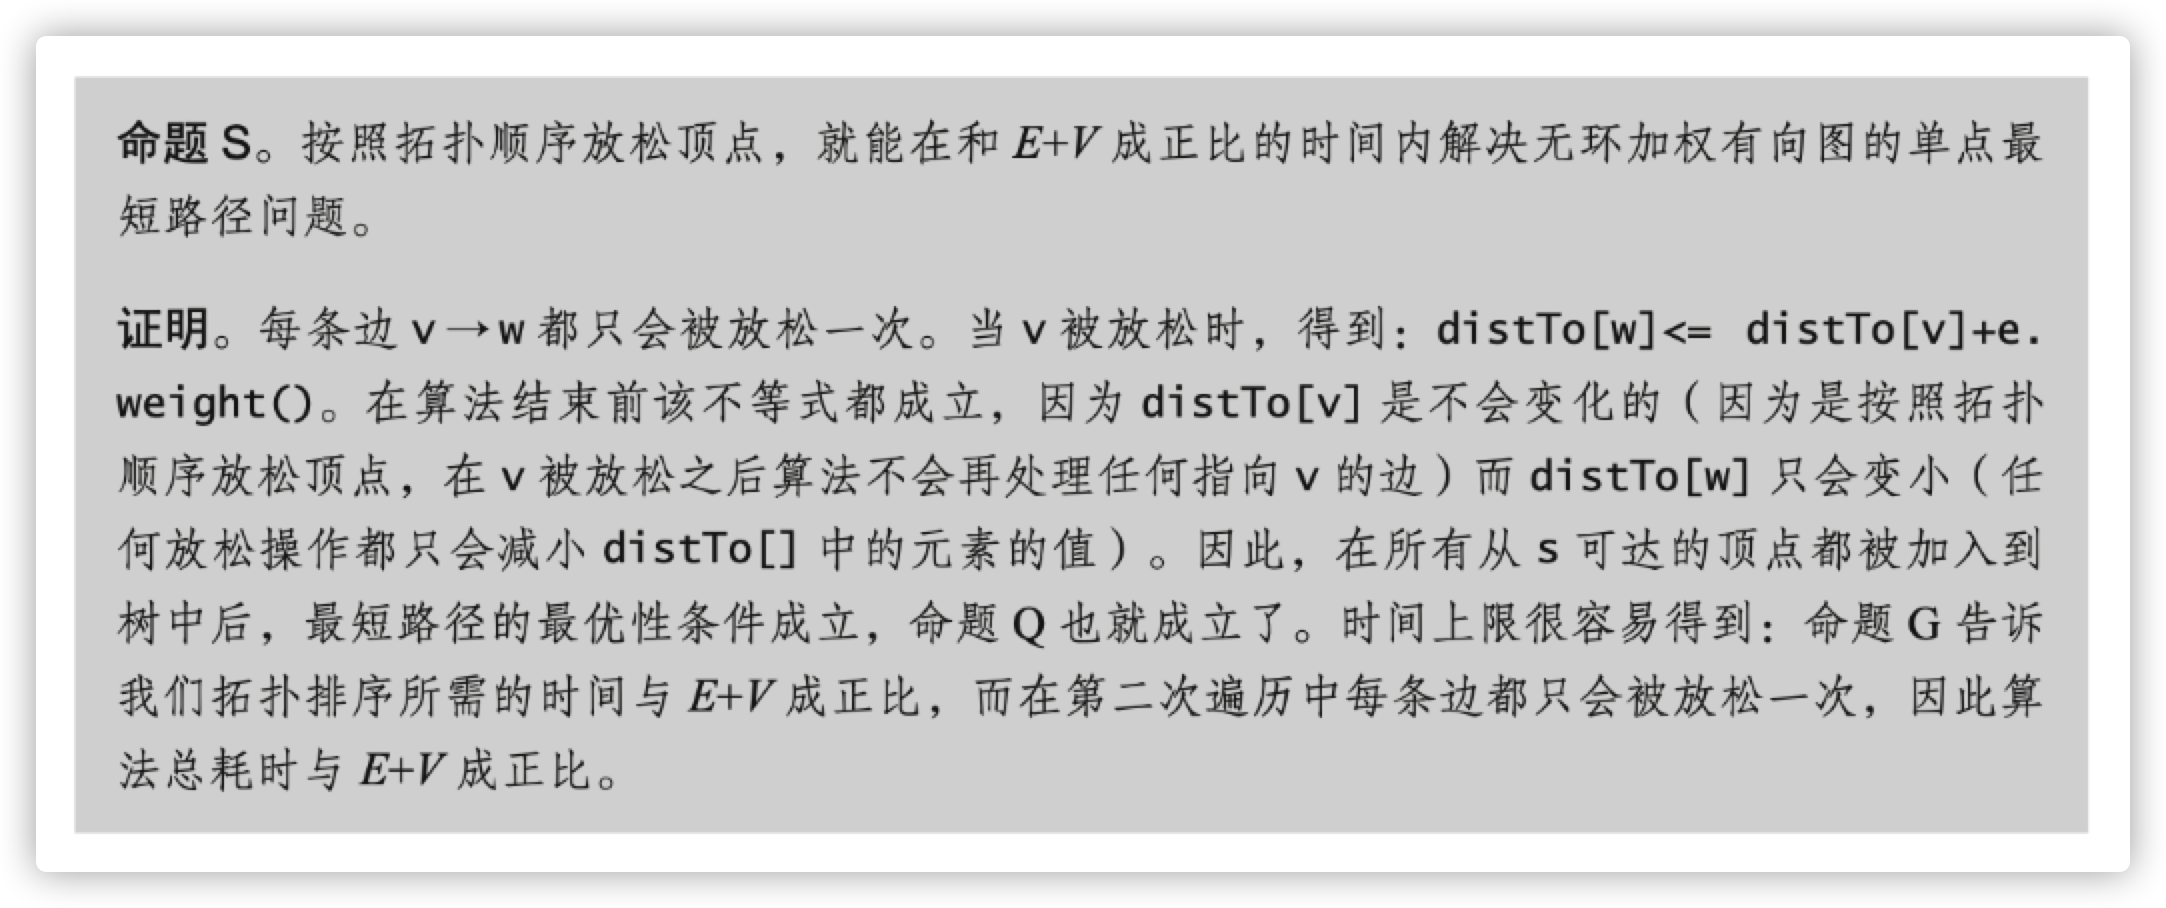 命题 S。按照拓扑顺序放松顶点，就能在和 E+V 成正比的时间内解决无环加权有向图的单点最
短路径问题。
证明。每条边 v→w 都只会被放松一次。当 v 被放松时，得到：distTo[w]<= distTo[v]+e.
weight()。在算法结束前该不等式都成立，因为 distTo[v] 是不会变化的（因为是按照拓扑
顺序放松顶点，在 v 被放松之后算法不会再处理任何指向 v 的边）而 distTo[w] 只会变小（任
何放松操作都只会减小 distTo[] 中的元素的值）。因此，在所有从 s 可达的顶点都被加入到
树中后，最短路径的最优性条件成立，命题 Q 也就成立了。时间上限很容易得到：命题 G 告诉
我们拓扑排序所需的时间与 E+V 成正比，而在第二次遍历中每条边都只会被放松一次，因此算
法总耗时与 E+V 成正比。